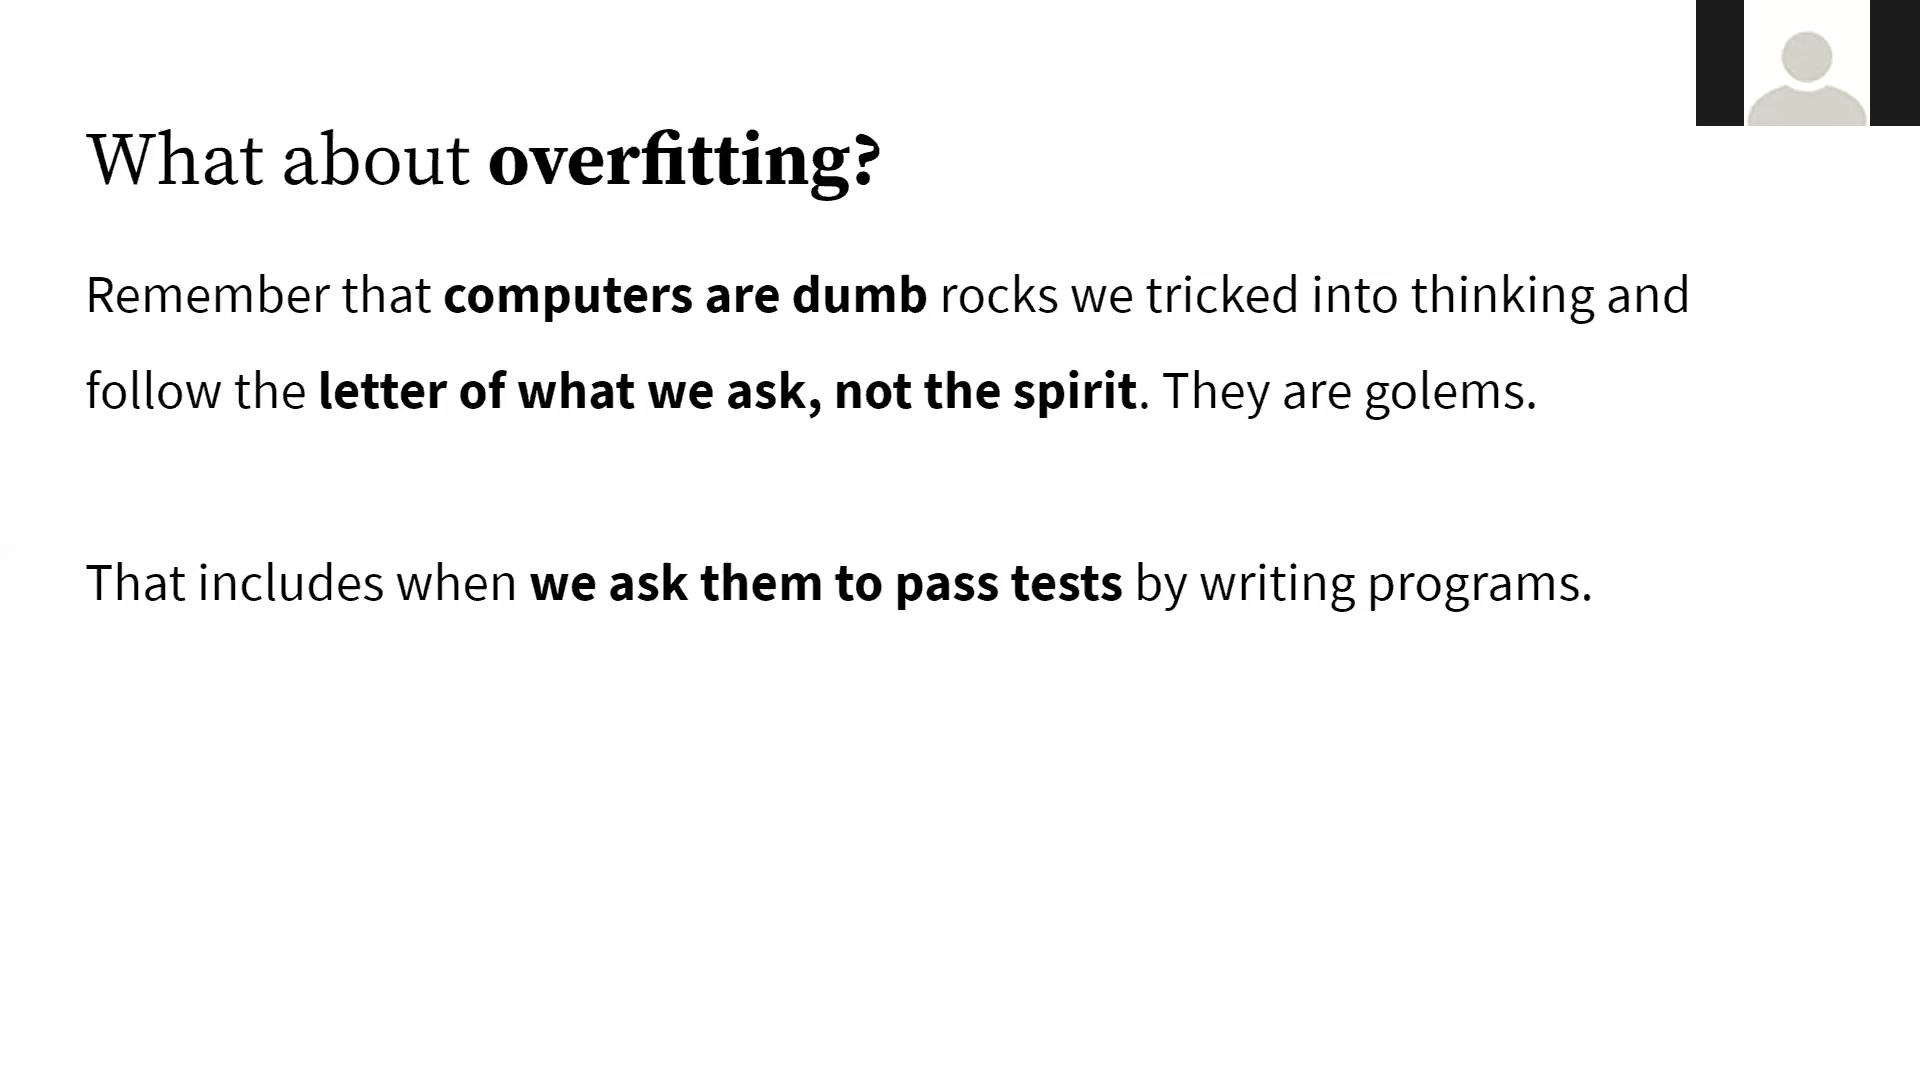 What about overfitting?
Remember that computers are dumb rocks we tricked into thinking and
follow the letter of what we ask, not the spirit. They are golems.
That includes when we ask them to pass tests by writing programs.